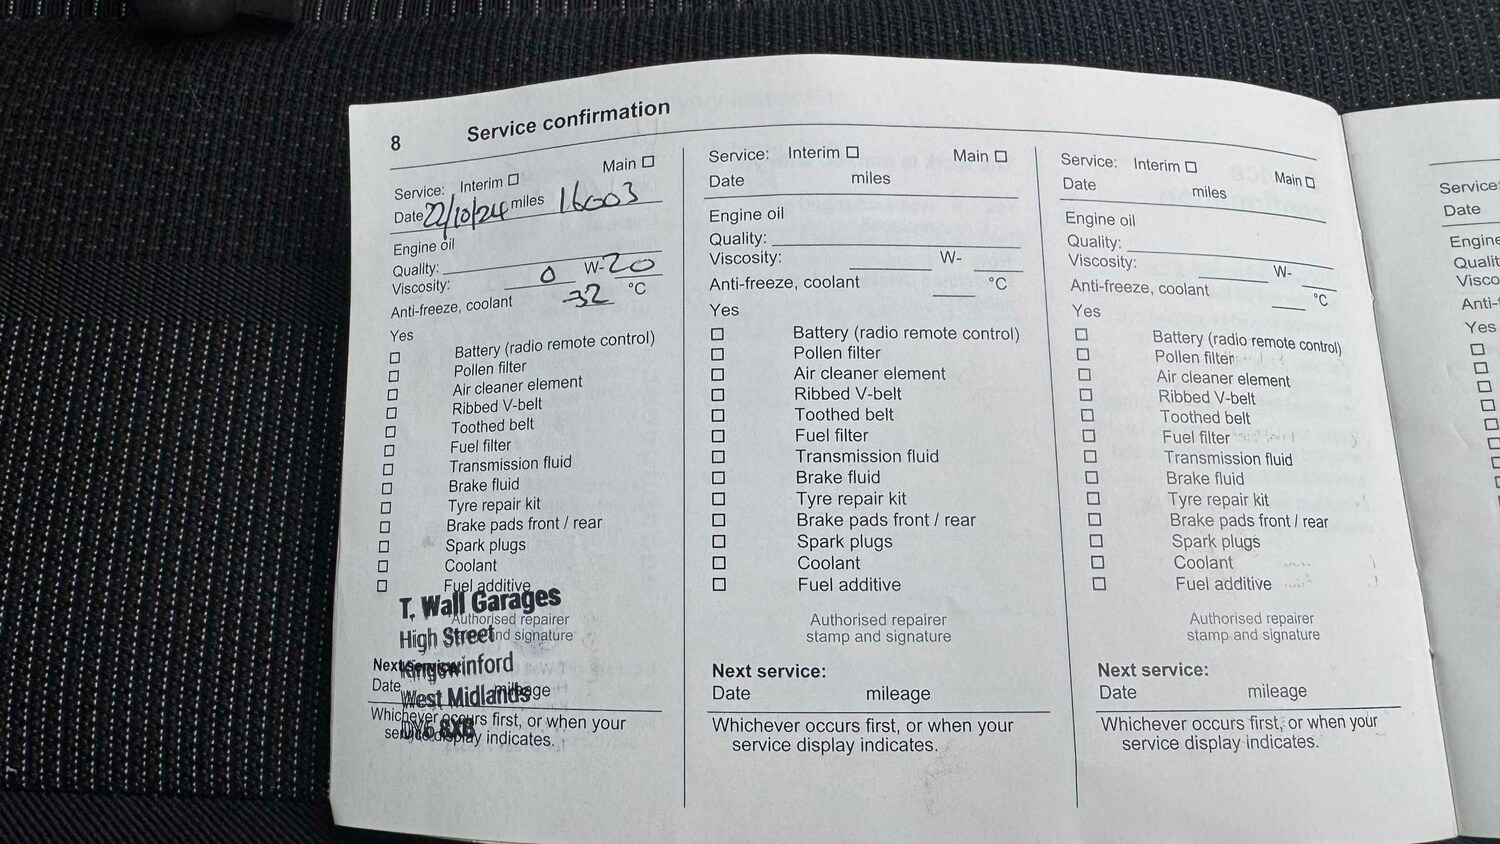 8 Service confirmation
Service: Interim ☐ Main ☐
Date 22/10/24 miles 16003
Engine oil
Quality:
Viscosity: 0 W-20
Anti-freeze, coolant -32 °C
Yes
☐ Battery (radio remote control)
☐ Pollen filter
☐ Air cleaner element
☐ Ribbed V-belt
☐ Toothed belt
☐ Fuel filter
☐ Transmission fluid
☐ Brake fluid
☐ Tyre repair kit
☐ Brake pads front / rear
☐ Spark plugs
☐ Coolant
☐ Fuel additive
T. Wall Garages
Authorised repairer
High Street
and signature
Kingswinford
Next service:
West Midlands
Date mileage
DY6 8XB
Whichever occurs first, or when your
service display indicates.
Service: Interim ☐ Main ☐
Date miles
Engine oil
Quality:
Viscosity: W-
Anti-freeze, coolant °C
Yes
☐ Battery (radio remote control)
☐ Pollen filter
☐ Air cleaner element
☐ Ribbed V-belt
☐ Toothed belt
☐ Fuel filter
☐ Transmission fluid
☐ Brake fluid
☐ Tyre repair kit
☐ Brake pads front / rear
☐ Spark plugs
☐ Coolant
☐ Fuel additive
Authorised repairer
stamp and signature
Next service:
Date mileage
Whichever occurs first, or when your
service display indicates.
Service: Interim ☐ Main ☐
Date miles
Engine oil
Quality:
Viscosity: W-
Anti-freeze, coolant °C
Yes
☐ Battery (radio remote control)
☐ Pollen filter
☐ Air cleaner element
☐ Ribbed V-belt
☐ Toothed belt
☐ Fuel filter
☐ Transmission fluid
☐ Brake fluid
☐ Tyre repair kit
☐ Brake pads front / rear
☐ Spark plugs
☐ Coolant
☐ Fuel additive
Authorised repairer
stamp and signature
Next service:
Date mileage
Whichever occurs first, or when your
service display indicates.
Service:
Date
Engine
Yes